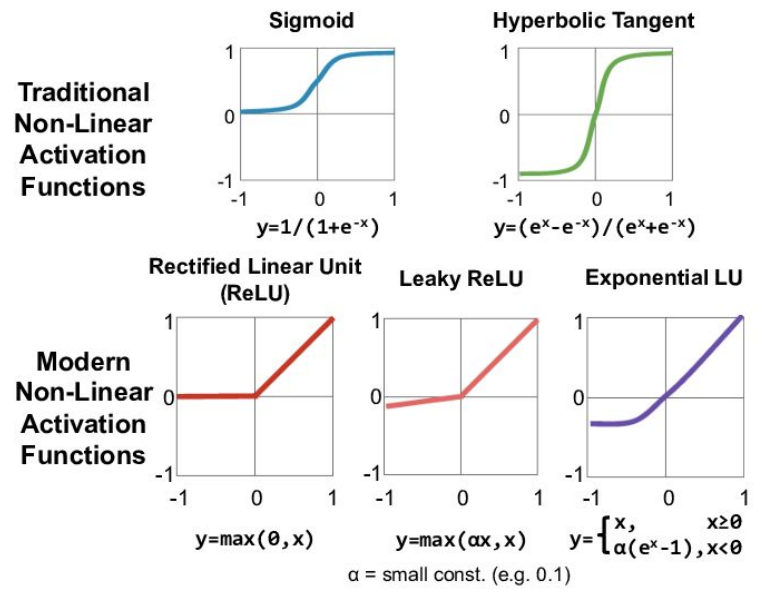 Sigmoid
Hyperbolic Tangent
Traditional
Non-Linear
Activation
Functions
1
0
-1
-1 0 1
y=1/(1+e^-x)
1
0
-1
-1 0 1
y=(e^x-e^-x)/(e^x+e^-x)
Modern
Non-Linear
Activation
Functions
Rectified Linear Unit
(ReLU)
1
0
-1
-1 0 1
y=max(0,x)
Leaky ReLU
1
0
-1
-1 0 1
y=max(αx,x)
Exponential LU
1
0
-1
-1 0 1
y={x, x≥0
α(e^x-1),x<0
α = small const. (e.g. 0.1)